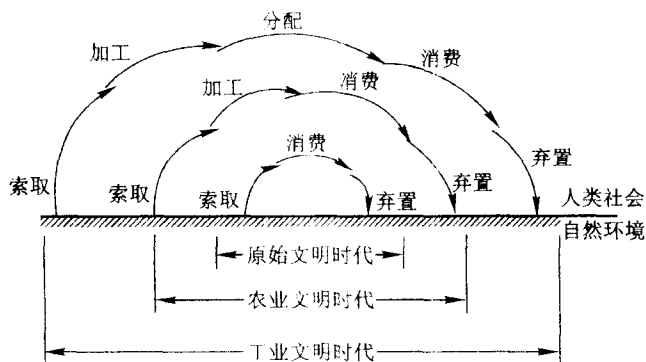 分配
加工
消费
加工
消费
消费
弃置
索取
索取
索取
弃置
弃置
人类社会
自然环境
原始文明时代
农业文明时代
工业文明时代